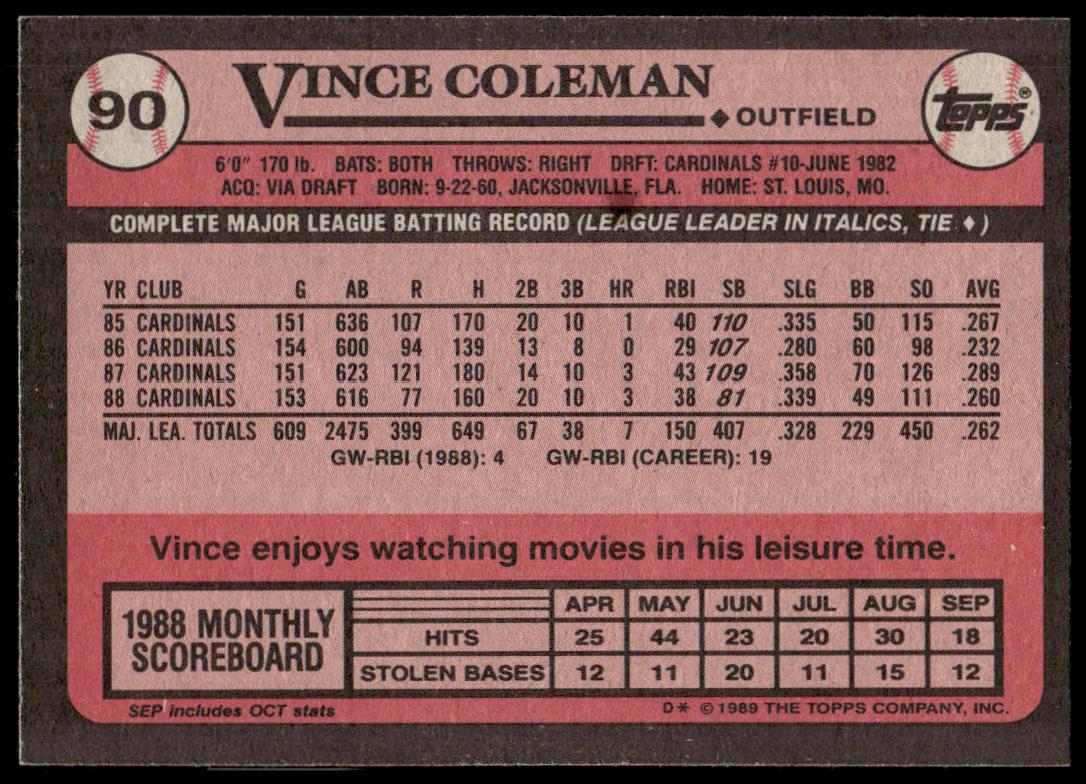 90
VINCE COLEMAN
♦ OUTFIELD
topps®
6'0" 170 lb. BATS: BOTH THROWS: RIGHT DRFT: CARDINALS #10-JUNE 1982
ACQ: VIA DRAFT BORN: 9-22-60, JACKSONVILLE, FLA. HOME: ST. LOUIS, MO.
COMPLETE MAJOR LEAGUE BATTING RECORD (LEAGUE LEADER IN ITALICS, TIE ♦)
YR CLUB G AB R H 2B 3B HR RBI SB SLG BB SO AVG
85 CARDINALS 151 636 107 170 20 10 1 40 110 .335 50 115 .267
86 CARDINALS 154 600 94 139 13 8 0 29 107 .280 60 98 .232
87 CARDINALS 151 623 121 180 14 10 3 43 109 .358 70 126 .289
88 CARDINALS 153 616 77 160 20 10 3 38 81 .339 49 111 .260
MAJ. LEA. TOTALS 609 2475 399 649 67 38 7 150 407 .328 229 450 .262
GW-RBI (1988): 4 GW-RBI (CAREER): 19
Vince enjoys watching movies in his leisure time.
1988 MONTHLY
SCOREBOARD
APR MAY JUN JUL AUG SEP
HITS 25 44 23 20 30 18
STOLEN BASES 12 11 20 11 15 12
SEP includes OCT stats
D* ©1989 THE TOPPS COMPANY, INC.